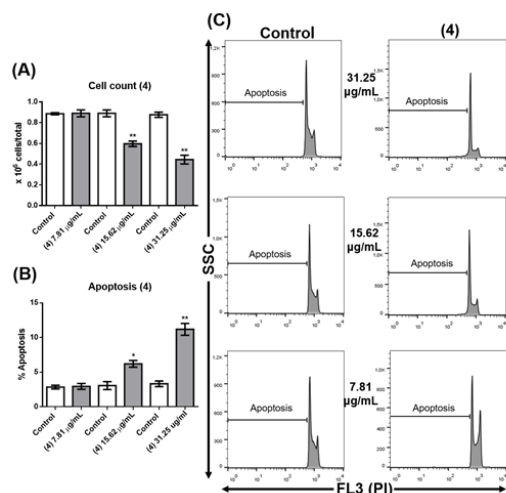 (A)
Cell count (4)
x 10⁶ cells/total
1.0
0.8
0.6
0.4
0.2
0.0
**
**
Control
(4) 7.81 µg/mL
Control
(4) 15.62 µg/mL
Control
(4) 31.25 µg/mL
(B)
Apoptosis (4)
% Apoptosis
15
10
5
0
*
**
Control
(4) 7.81 µg/mL
Control
(4) 15.62 µg/mL
Control
(4) 31.25 ug/ml
(C)
Control
(4)
SSC
31.25
µg/mL
15.62
µg/mL
7.81
µg/mL
Apoptosis
Apoptosis
Apoptosis
Apoptosis
Apoptosis
Apoptosis
FL3 (PI)